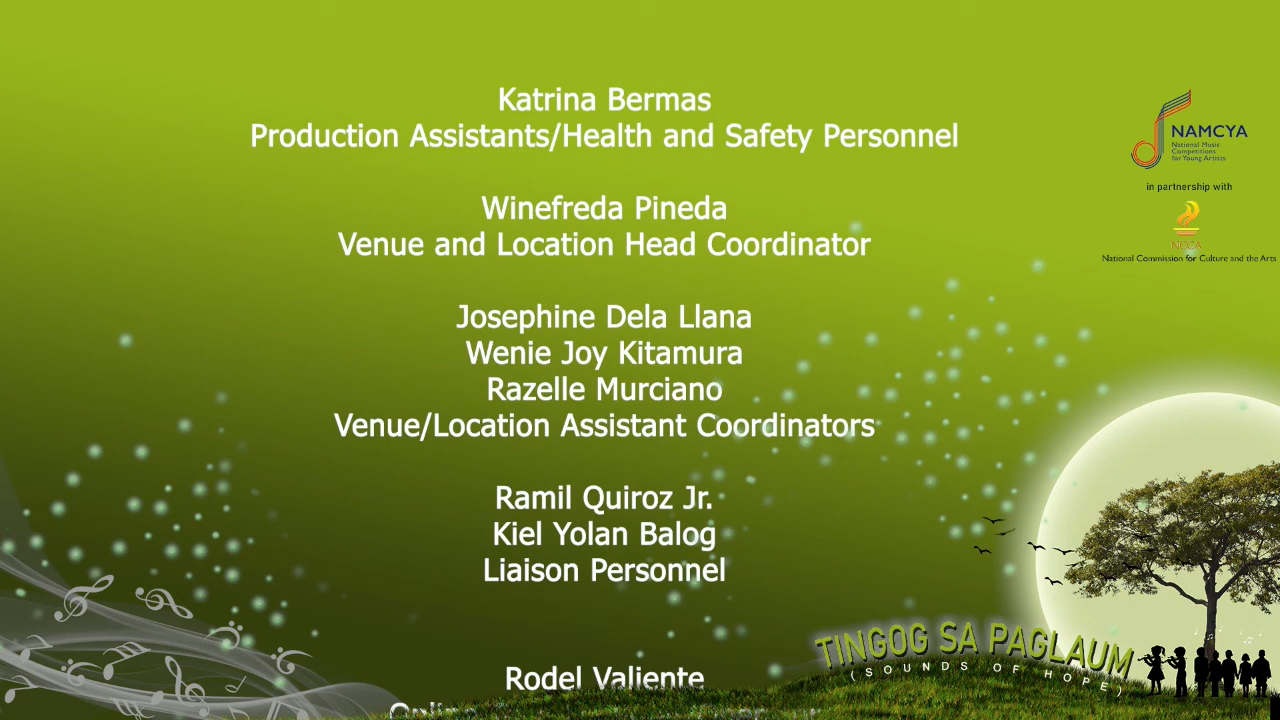 Katrina Bermas
Production Assistants/Health and Safety Personnel
Winefreda Pineda
Venue and Location Head Coordinator
Josephine Dela Llana
Wenie Joy Kitamura
Razelle Murciano
Venue/Location Assistant Coordinators
Ramil Quiroz Jr.
Kiel Yolan Balog
Liaison Personnel
Rodel Valiente
Online
NAMCYA
National Music
Competitions
for Young Artists
in partnership with
NCCA
National Commission for Culture and the Arts
TINGOG SA PAGLAUM
(SOUNDS OF HOPE)